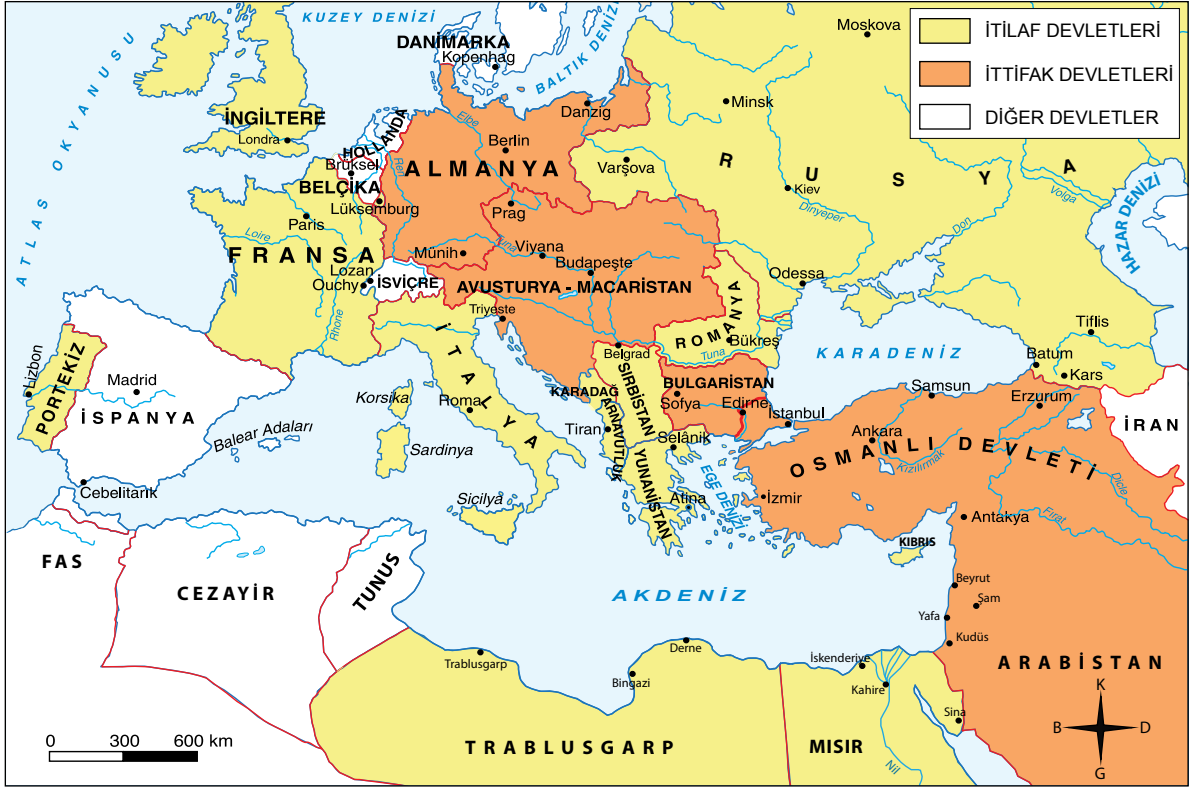 KUZEY DENİZİ
ATLAS OKYANUSU
BALTIK DENİZİ
DANİMARKA
Kopenhag
Moskova
İTİLAF DEVLETLERİ
İTTİFAK DEVLETLERİ
DİĞER DEVLETLER
İNGİLTERE
Londra
HOLLANDA
Brüksel
BELÇİKA
Lüksemburg
Elbe
Ren
Berlin
Danzig
ALMANYA
Minsk
Varşova
RUSYA
Kiev
Dinyeper
Don
Volga
HAZAR DENİZİ
Paris
Loire
FRANSA
Lozan
Ouchy
İSVİÇRE
Rhone
Prag
Münih
Tuna
Viyana
Budapeşte
AVUSTURYA - MACARİSTAN
Triyeste
Odessa
ROMANYA
Bükreş
Tuna
Belgrad
KARADENİZ
Tiflis
Batum
Kars
PORTEKİZ
Lizbon
Madrid
İSPANYA
Balear Adaları
Cebelitarık
Korsika
Sardinya
Siçilya
İTALYA
Roma
KARADAĞ
SIRBİSTAN
ARNAVUTLUK
Tiran
BULGARİSTAN
Sofya
Edirne
İstanbul
Selânik
YUNANİSTAN
Atina
EGE DENİZİ
İzmir
Samsun
Erzurum
Ankara
Kızılırmak
OSMANLI DEVLETİ
Dicle
Fırat
İRAN
Antakya
KIBRIS
FAS
CEZAYİR
TUNUS
AKDENİZ
Beyrut
Şam
Yafa
Kudüs
ARABİSTAN
Trablusgarp
Derne
Bingazi
İskenderiye
Kahire
Sina
TRABLUSGARP
MISIR
Nil
0 300 600 km
K
B D
G